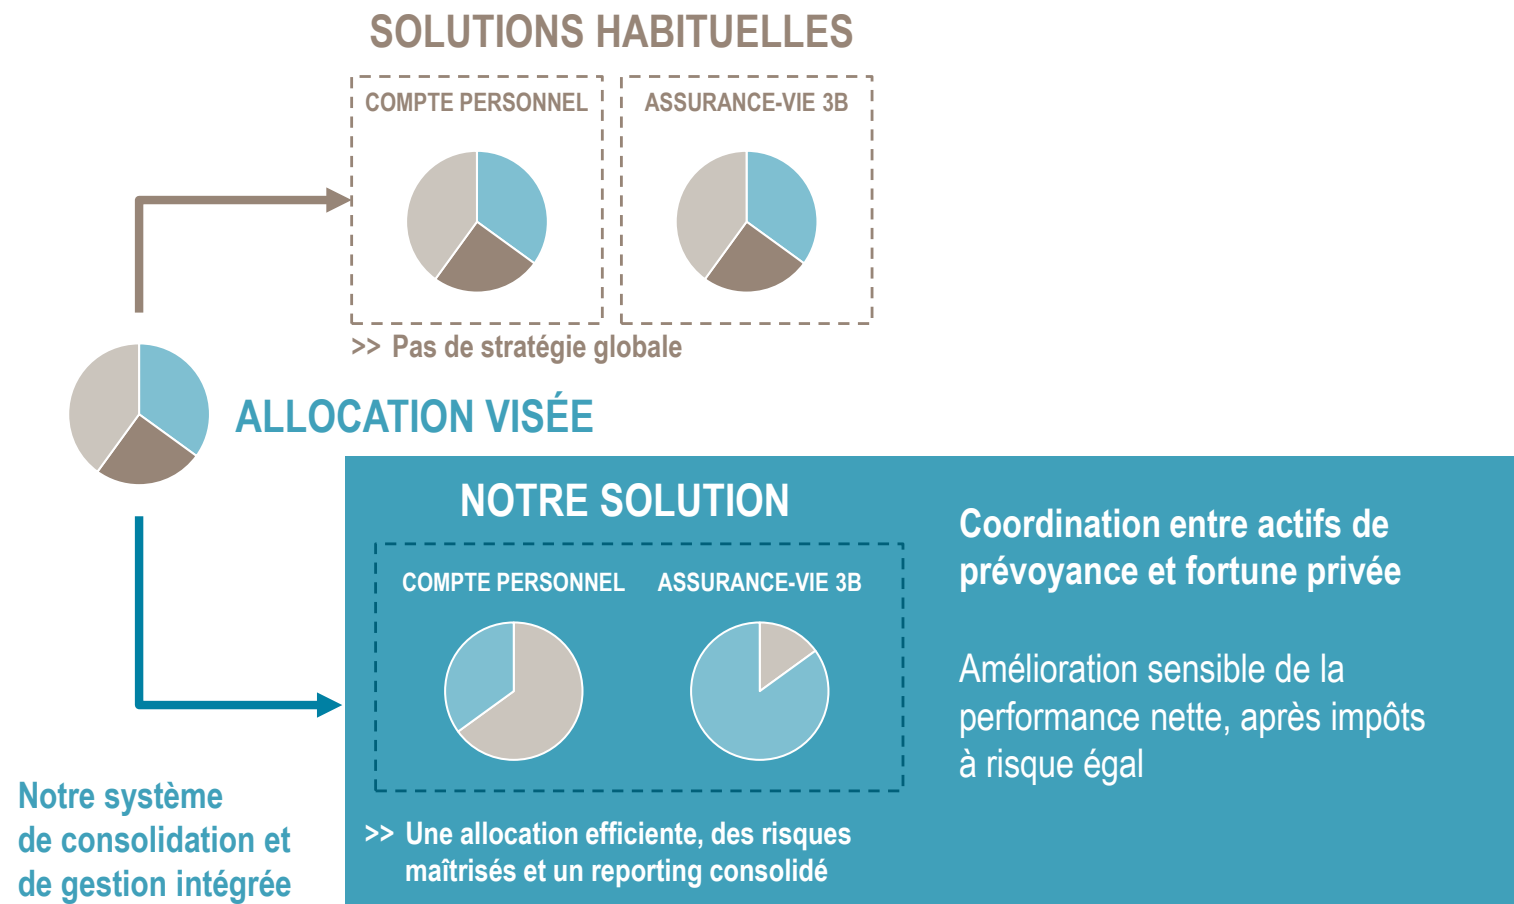 SOLUTIONS HABITUELLES
COMPTE PERSONNEL
ASSURANCE-VIE 3B
>> Pas de stratégie globale
ALLOCATION VISÉE
NOTRE SOLUTION
COMPTE PERSONNEL
ASSURANCE-VIE 3B
>> Une allocation efficiente, des risques
maîtrisés et un reporting consolidé
Coordination entre actifs de
prévoyance et fortune privée
Amélioration sensible de la
performance nette, après impôts
à risque égal
Notre système
de consolidation et
de gestion intégrée